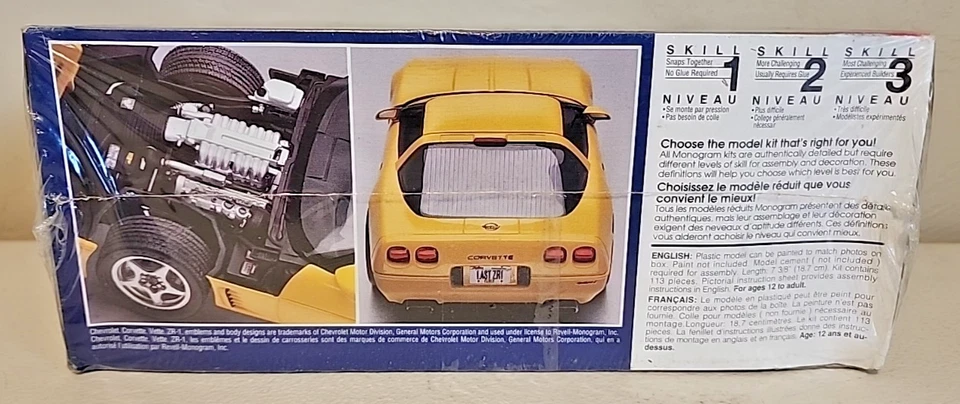 CORVETTE
LAST ZR1
Chevrolet, Corvette, Vette, ZR-1, emblems and body designs are trademarks of Chevrolet Motor Division, General Motors Corporation and used under license to Revell-Monogram, Inc.
Chevrolet, Corvette, Vette, ZR-1, les emblèmes et le dessin de carrosseries sont des marques de commerce de Chevrolet Motor Division, General Motors Corporation, qui en a
autorisé l'utilisation par Revell-Monogram, Inc.
SKILL 1
Snaps Together
No Glue Required
NIVEAU
•Se monte par pression
•Pas besoin de colle
SKILL 2
More Challenging
Usually Requires Glue
NIVEAU
•Plus difficile
•Collage généralement
nécessair
SKILL 3
Most Challenging
Experienced Builders
NIVEAU
•Très difficile
•Modélistes expérimentés
Choose the model kit that's right for you!
All Monogram kits are authentically detailed but require
different levels of skill for assembly and decoration. These
definitions will help you choose which level is best for you.
Choisissez le modèle réduit que vous
convient le mieux!
Tous les modèles réduits Monogram présentent des détails
authentiques, mais leur assemblage et leur décoration
exigent des neveaux d'aptitude différents. Ces définitions
vous aideront à choisir le niveau qui convient mieux.
ENGLISH: Plastic model can be painted to match photos on
box. Paint not included. Model cement (not included)
required for assembly. Length: 7 3/8" (18.7 cm). Kit contains
113 pieces. Pictorial instruction sheet provides assembly
instructions in English. For ages 12 to adult.
FRANÇAIS: Le modèle en plastique peut être peint pour
correspondre aux photos de la boîte. La peinture n'est pas
fournie. Colle pour modèles (non fournie) nécessaire au
montage. Longueur: 18.7 centimètres. Le kit contient 113
pièces. La feuillet d'instructions illustrée donne des instruc-
tions de montage en anglais et en français. Age: 12 ans et au-
dessus.